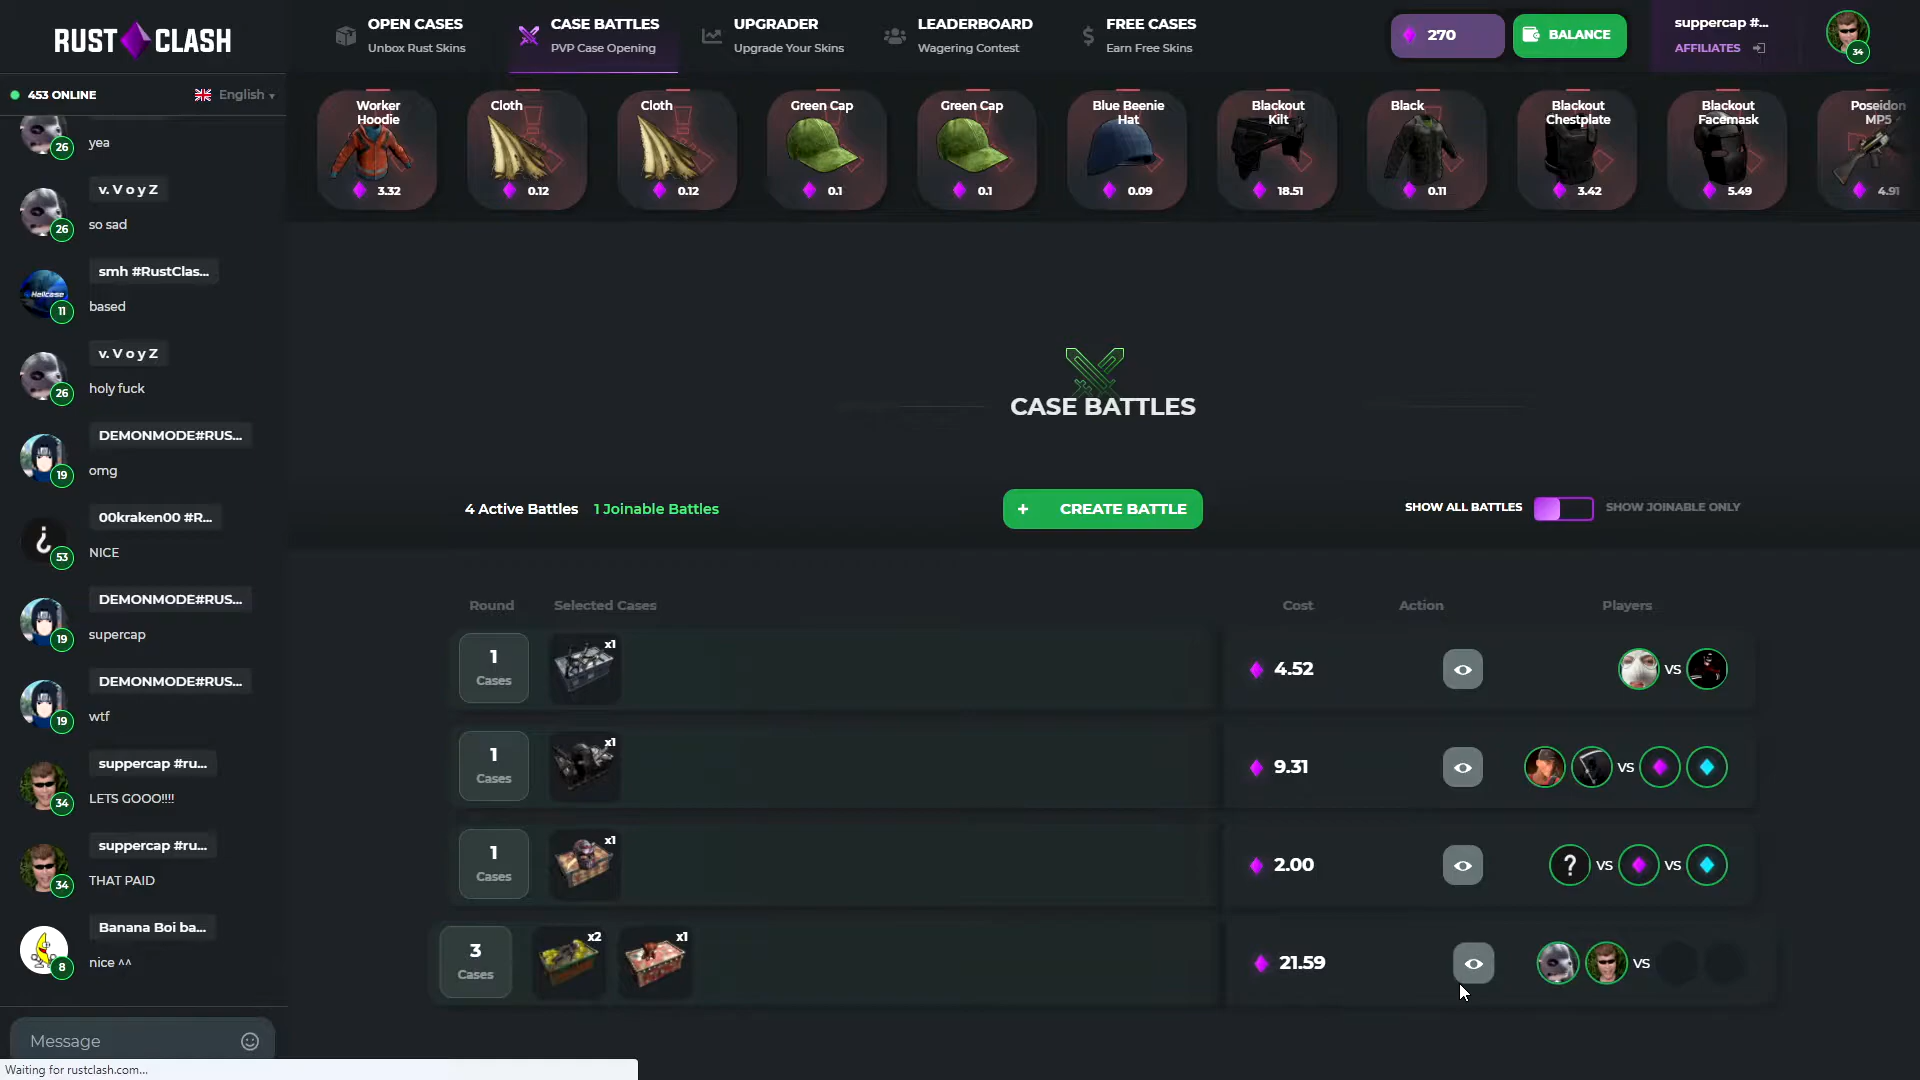 RUST CLASH
OPEN CASES
Unbox Rust Skins
CASE BATTLES
PVP Case Opening
UPGRADER
Upgrade Your Skins
LEADERBOARD
Wagering Contest
$
FREE CASES
Earn Free Skins
270
BALANCE
suppercap #...
AFFILIATES
34
453 ONLINE
English
Worker
Hoodie
3.32
Cloth
0.12
Cloth
0.12
Green Cap
0.1
Green Cap
0.1
Blue Beenie
Hat
0.09
Blackout
Kilt
18.51
Black
0.11
Blackout
Chestplate
3.42
Blackout
Facemask
5.49
Poseidon
MP5
4.91
26
yea
v. V o y Z
26
so sad
smh #RustClas...
Hellcase
11
based
v. V o y Z
26
holy fuck
DEMONMODE#RUS...
19
omg
00kraken00 #R...
53
NICE
DEMONMODE#RUS...
19
supercap
DEMONMODE#RUS...
19
wtf
suppercap #ru...
34
LETS GOOO!!!!
suppercap #ru...
34
THAT PAID
Banana Boi ba...
8
nice ^^
Message
Waiting for rustclash.com...
CASE BATTLES
4 Active Battles 1 Joinable Battles
+ CREATE BATTLE
SHOW ALL BATTLES SHOW JOINABLE ONLY
Round Selected Cases Cost Action Players
1
Cases
x1
4.52
VS
1
Cases
x1
9.31
VS
1
Cases
x1
2.00
? VS VS
3
Cases
x2
x1
21.59
VS